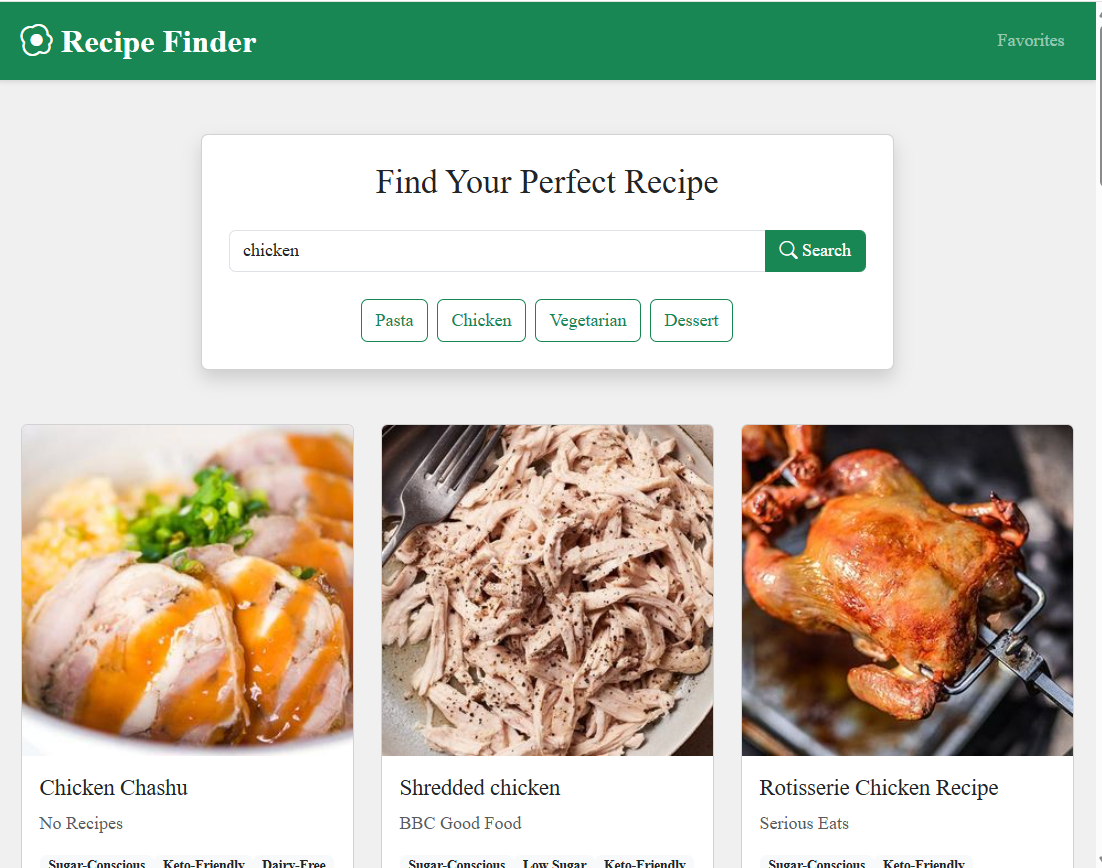 Recipe Finder
Favorites
Find Your Perfect Recipe
chicken
Search
Pasta Chicken Vegetarian Dessert
Chicken Chashu
No Recipes
Sugar-Conscious Keto-Friendly Dairy-Free
Shredded chicken
BBC Good Food
Sugar-Conscious Low Sugar Keto-Friendly
Rotisserie Chicken Recipe
Serious Eats
Sugar-Conscious Keto-Friendly